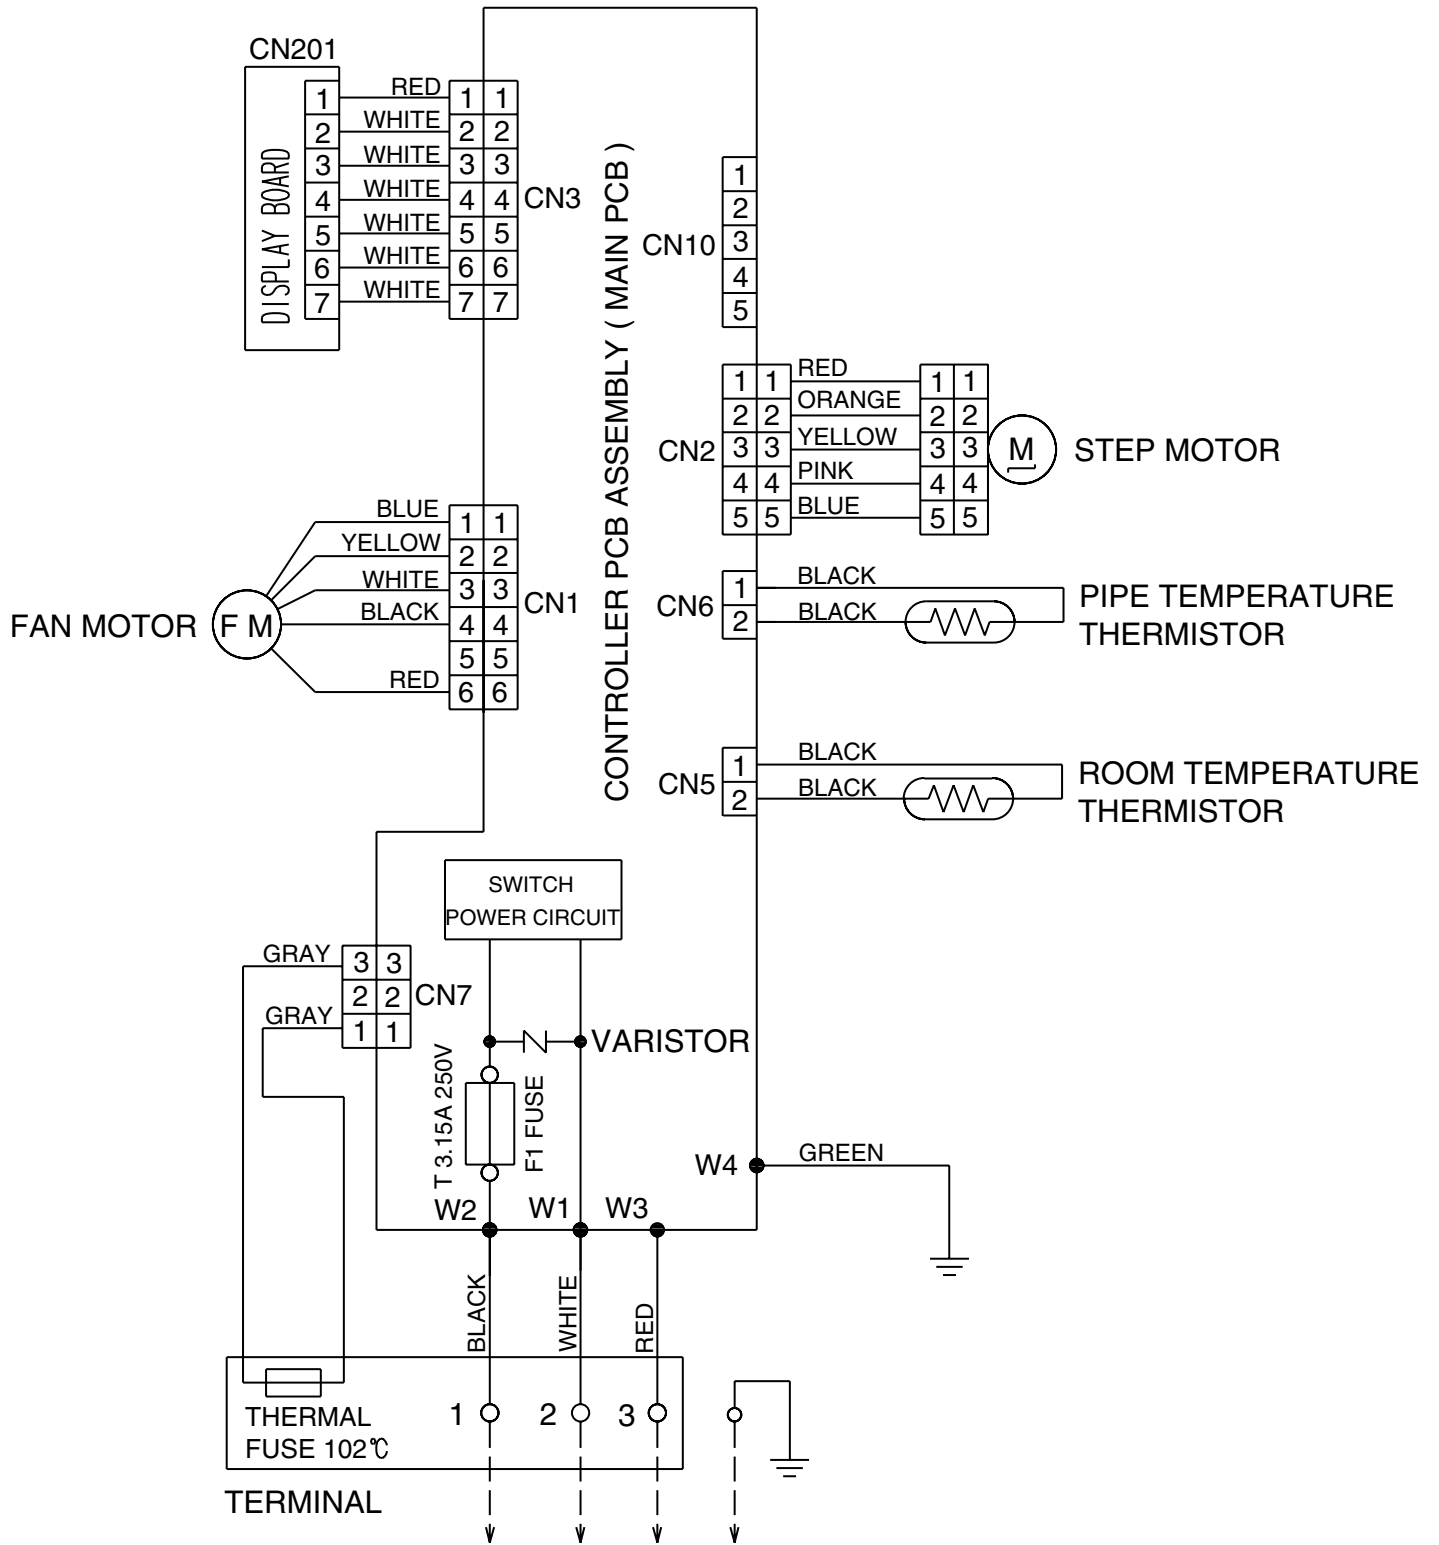 CN201
DISPLAY BOARD
1
2
3
4
5
6
7
RED
WHITE
WHITE
WHITE
WHITE
WHITE
WHITE
1 1
2 2
3 3
4 4
5 5
6 6
7 7
CN3
CONTROLLER PCB ASSEMBLY ( MAIN PCB )
CN10
1
2
3
4
5
CN2
1 1
2 2
3 3
4 4
5 5
RED
ORANGE
YELLOW
PINK
BLUE
1 1
2 2
3 3
4 4
5 5
M
STEP MOTOR
FAN MOTOR
F M
BLUE
YELLOW
WHITE
BLACK
RED
1 1
2 2
3 3
4 4
5 5
6 6
CN1
CN6
1
2
BLACK
BLACK
PIPE TEMPERATURE
THERMISTOR
CN5
1
2
BLACK
BLACK
ROOM TEMPERATURE
THERMISTOR
SWITCH
POWER CIRCUIT
GRAY
GRAY
3 3
2 2
1 1
CN7
VARISTOR
T 3.15A 250V
F1 FUSE
W4
GREEN
W2
W1
W3
BLACK
WHITE
RED
THERMAL
FUSE 102℃
1
2
3
TERMINAL